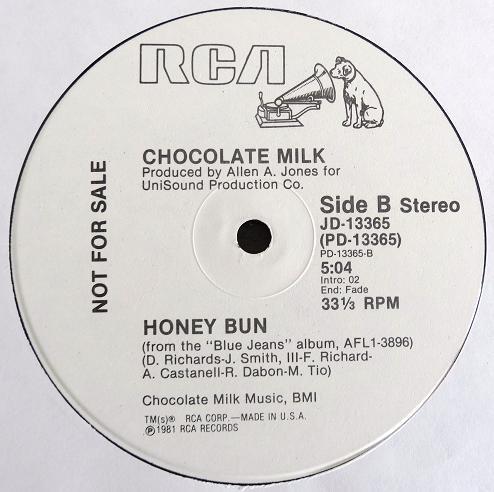 RCA
CHOCOLATE MILK
Produced by Allen A. Jones for
UniSound Production Co.
NOT FOR SALE
Side B Stereo
JD-13365
(PD-13365)
PD-13365-B
5:04
Intro: 02
End: Fade
33⅓ RPM
HONEY BUN
(from the "Blue Jeans" album, AFL1-3896)
(D. Richards-J. Smith, III-F. Richard-
A. Castanell-R. Dabon-M. Tio)
Chocolate Milk Music, BMI
TM(s)® RCA CORP.—MADE IN U.S.A.
℗1981 RCA RECORDS